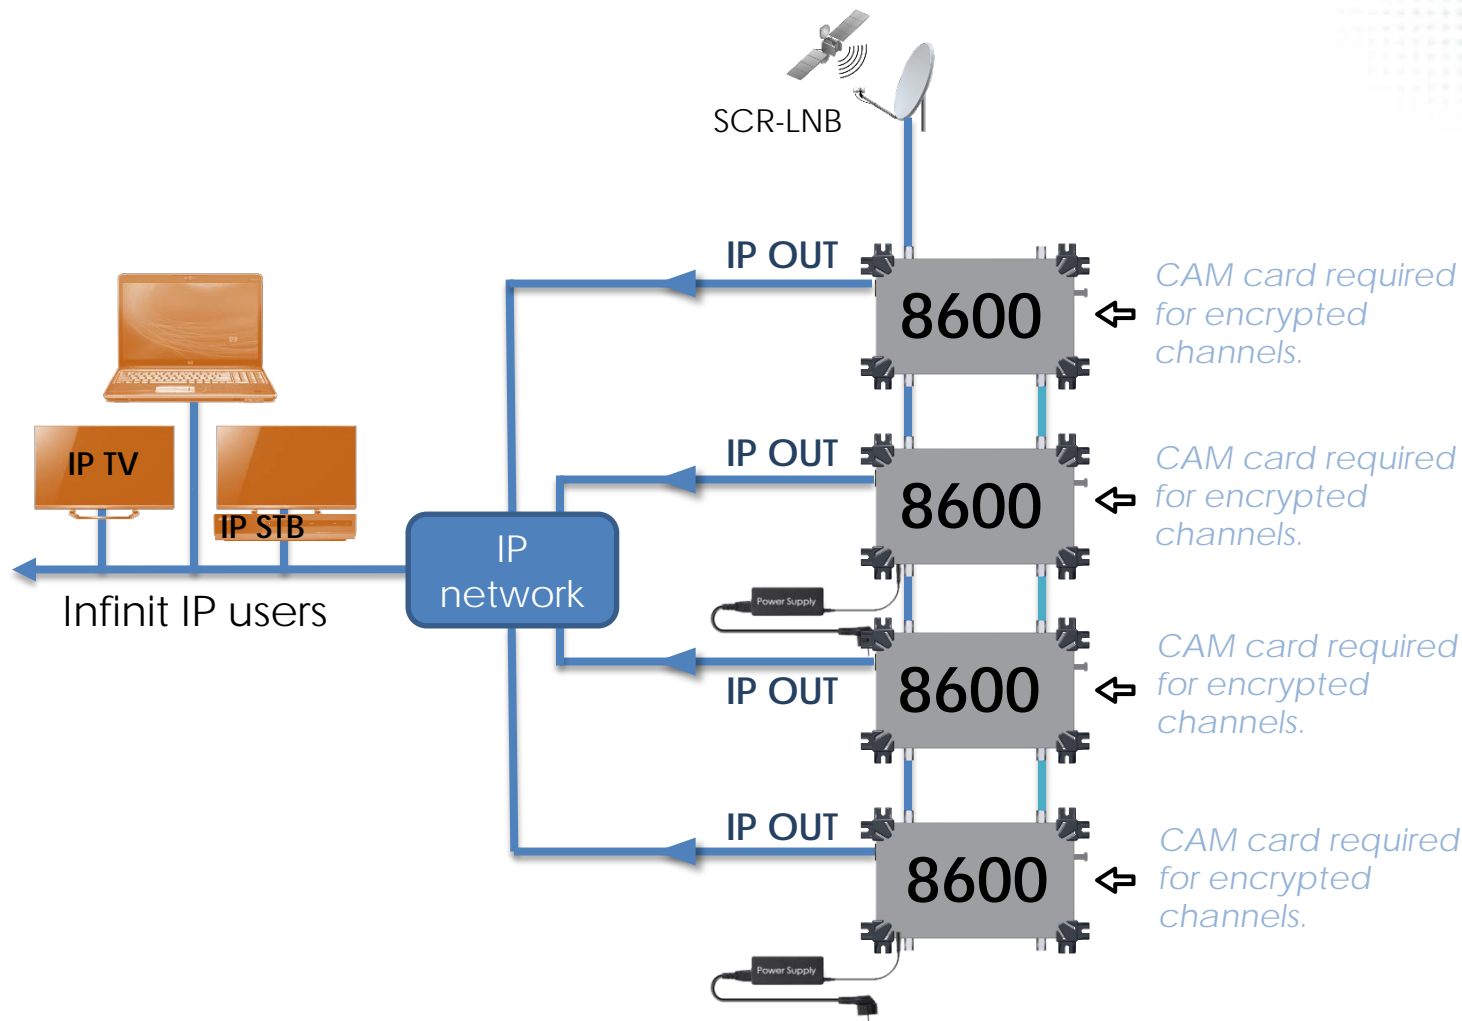 SCR-LNB
IP OUT
8600
CAM card required
for encrypted
channels.
IP OUT
8600
CAM card required
for encrypted
channels.
IP TV
IP STB
IP
network
Infinit IP users
Power Supply
IP OUT
8600
CAM card required
for encrypted
channels.
IP OUT
8600
CAM card required
for encrypted
channels.
Power Supply